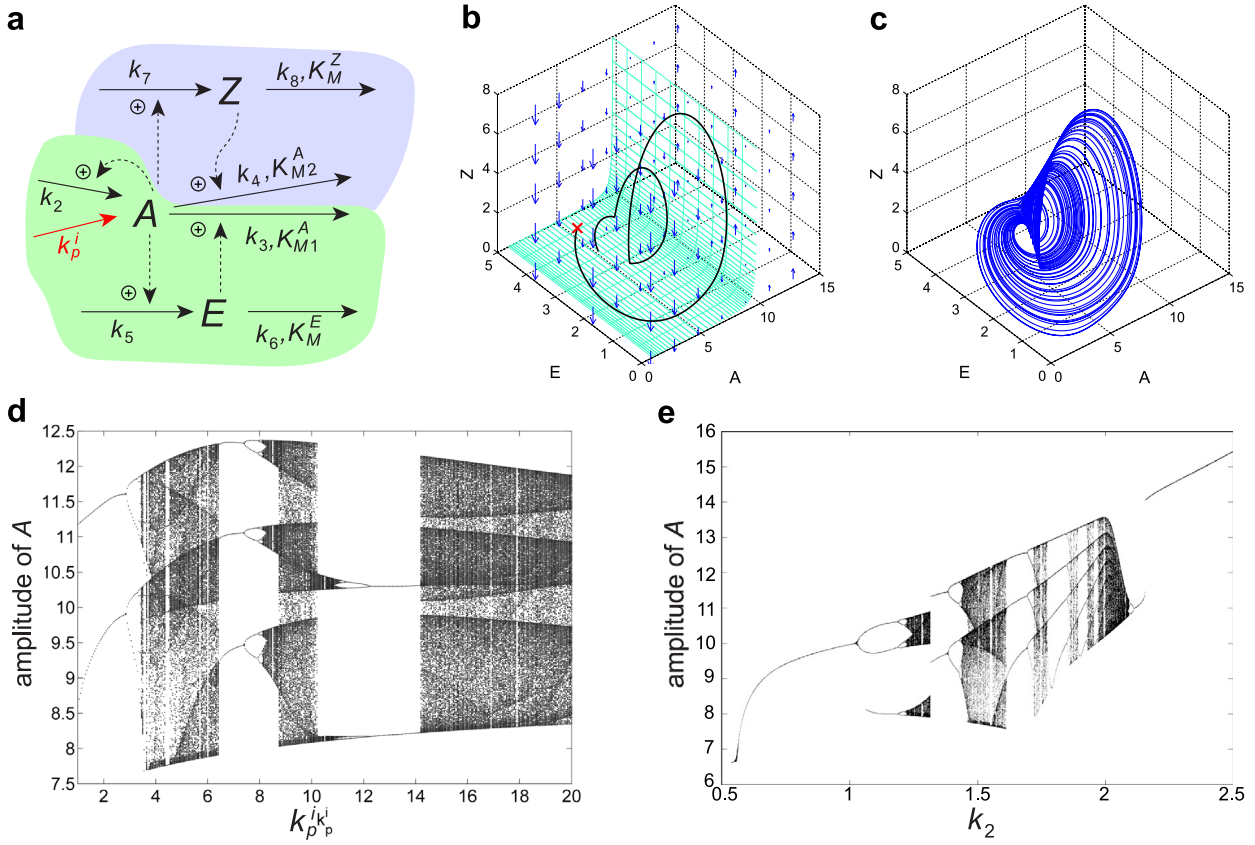 a
k7
Z
k8, K_M^Z
⊕
⊕
⊕
k4, K_M2^A
k2
A
⊕
k_p^i
k3, K_M1^A
⊕
k5
E
k6, K_M^E
b
8
6
4
2
0
Z
5
4
3
2
1
0
E
0
5
10
15
A
c
8
6
4
2
0
Z
5
4
3
2
1
0
E
0
5
10
15
A
d
12.5
12
11.5
11
10.5
10
9.5
9
8.5
8
7.5
amplitude of A
2 4 6 8 10 12 14 16 18 20
k_p^i k_p^i
e
16
15
14
13
12
11
10
9
8
7
6
amplitude of A
0.5 1 1.5 2 2.5
k2